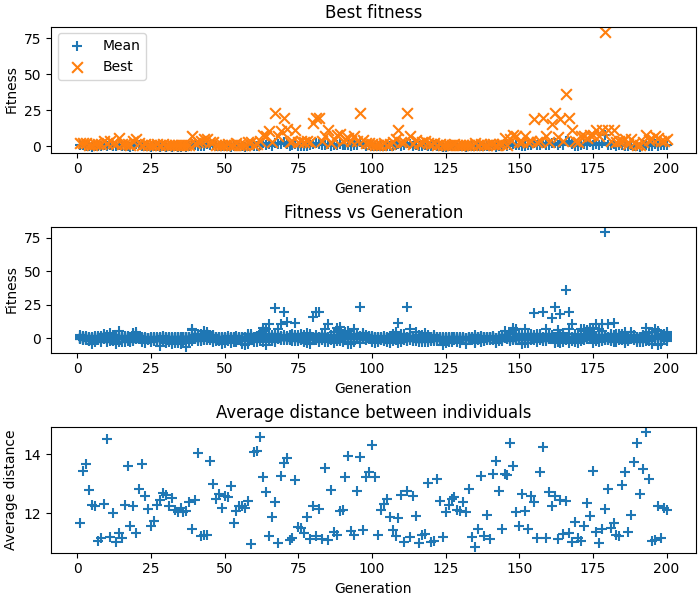 Best fitness
75
50
25
0
Fitness
Mean
Best
0 25 50 75 100 125 150 175 200
Generation
Fitness vs Generation
75
50
25
0
Fitness
0 25 50 75 100 125 150 175 200
Generation
Average distance between individuals
14
12
Average distance
0 25 50 75 100 125 150 175 200
Generation